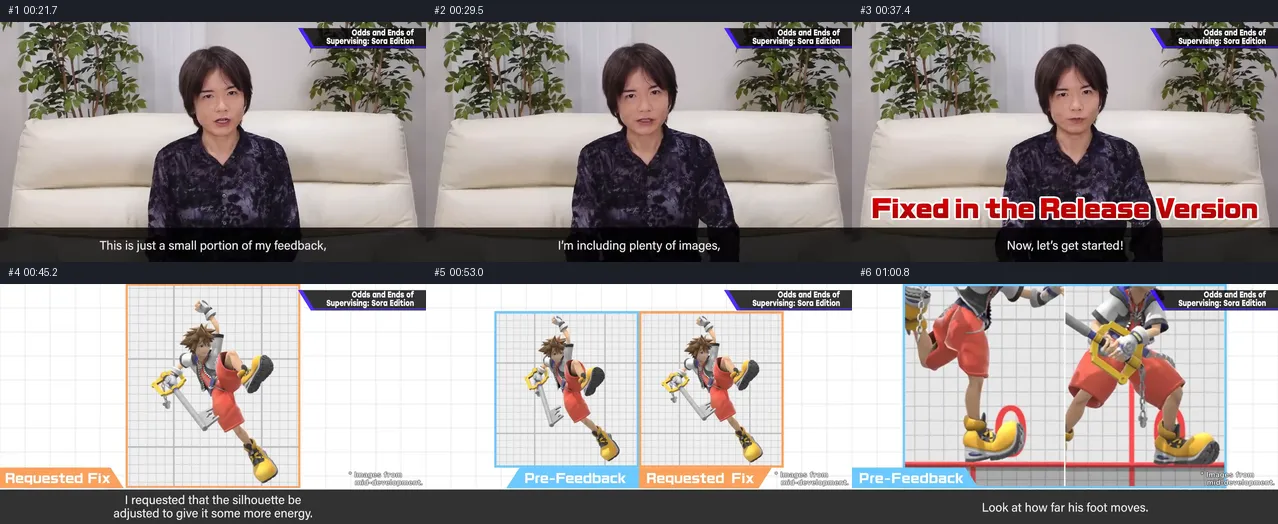 #1 00:21.7
Odds and Ends of
Supervising: Sora Edition
This is just a small portion of my feedback,
#2 00:29.5
Odds and Ends of
Supervising: Sora Edition
I'm including plenty of images,
#3 00:37.4
Odds and Ends of
Supervising: Sora Edition
Fixed in the Release Version
Now, let's get started!
#4 00:45.2
Odds and Ends of
Supervising: Sora Edition
Requested Fix
* Images from
mid-development.
I requested that the silhouette be
adjusted to give it some more energy.
#5 00:53.0
Odds and Ends of
Supervising: Sora Edition
Pre-Feedback
Requested Fix
* Images from
mid-development.
#6 01:00.8
Odds and Ends of
Supervising: Sora Edition
Pre-Feedback
* Images from
mid-development.
Look at how far his foot moves.